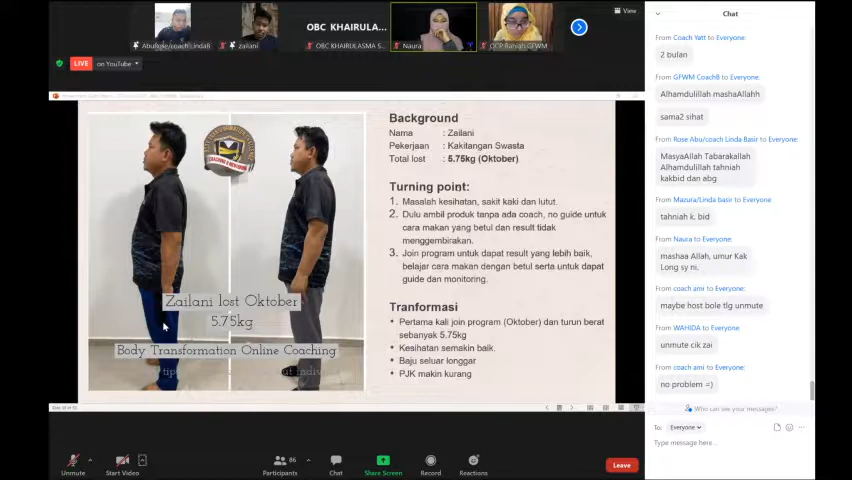 OBC KHAIRULA...
AbuRose/coach LindaB
zailani
OBC KHAIRULASMA S...
Naura
View
LIVE
on YouTube
Background
Nama : Zailani
Pekerjaan : Kakitangan Swasta
Total lost : 5.75kg (Oktober)
Turning point:
1. Masalah kesihatan, sakit kaki dan lutut.
2. Dulu ambil produk tanpa ada coach, no guide untuk
cara makan yang betul dan result tidak
menggembirakan.
3. Join program untuk dapat result yang lebih baik,
belajar cara makan dengan betul serta untuk dapat
guide dan monitoring.
Tranformasi
• Pertama kali join program (Oktober) dan turun berat
sebanyak 5.75kg
• Kesihatan semakin baik.
• Baju seluar longgar
• PJK makin kurang
Zailani lost Oktober
5.75kg
Body Transformation Online Coaching
Unmute
Start Video
Participants
86
Chat
Share Screen
Record
Reactions
Leave
Chat
From Coach Yatt to Everyone:
2 bulan
From GFWM CoachB to Everyone:
Alhamdulillah mashaAllahh
sama2 sihat
From Rose Abu/coach Linda Basir to Everyone:
MasyaAllah Tabarakallah
Alhamdulillah tahniah
kakbid dan abg
From Mazura/Linda basir to Everyone:
tahniah k. bid
From Naura to Everyone:
mashaa Allah, umur Kak
Long sy ni.
From coach ami to Everyone:
maybe host bole tlg unmute
From WAHIDA to Everyone:
unmute cik zai
From coach ami to Everyone:
no problem =)
Who can see your messages?
To: Everyone
Type message here...